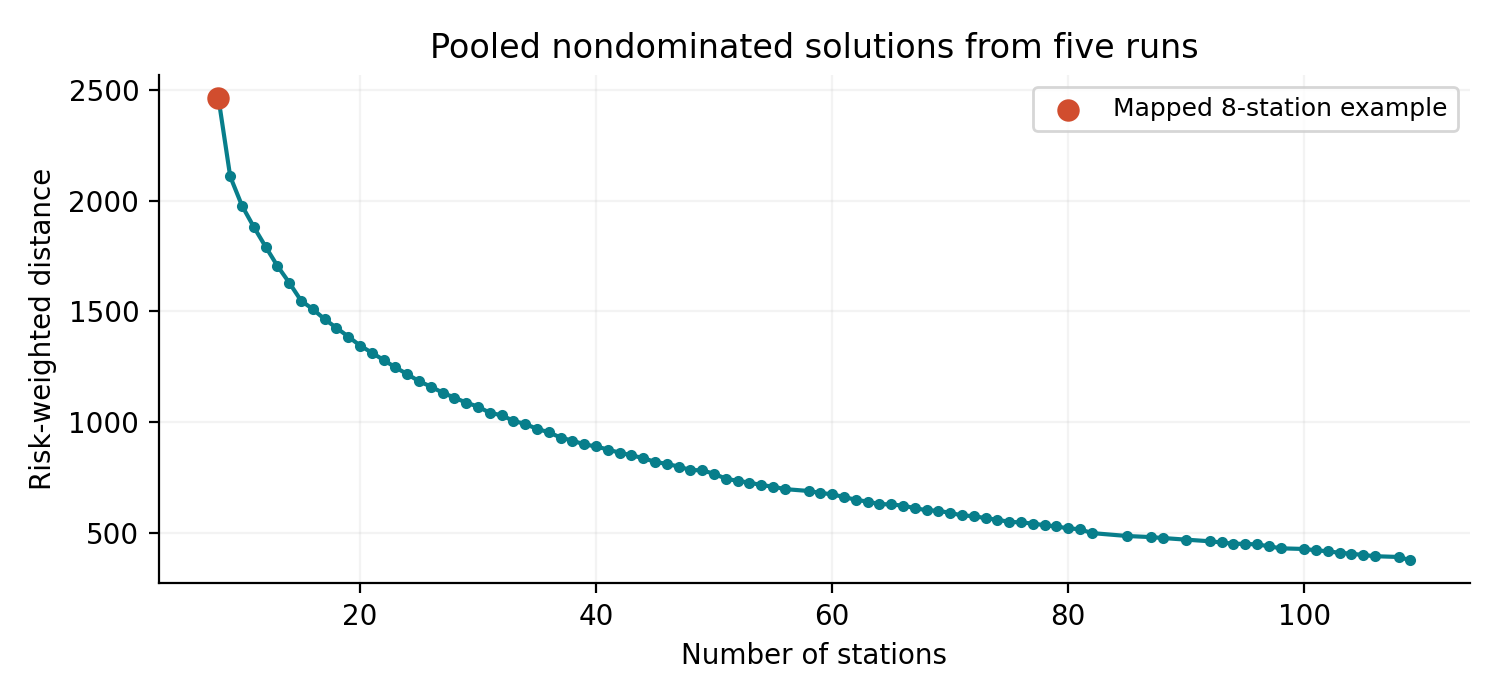 Pooled nondominated solutions from five runs
Mapped 8-station example
Risk-weighted distance
2500
2000
1500
1000
500
20 40 60 80 100
Number of stations